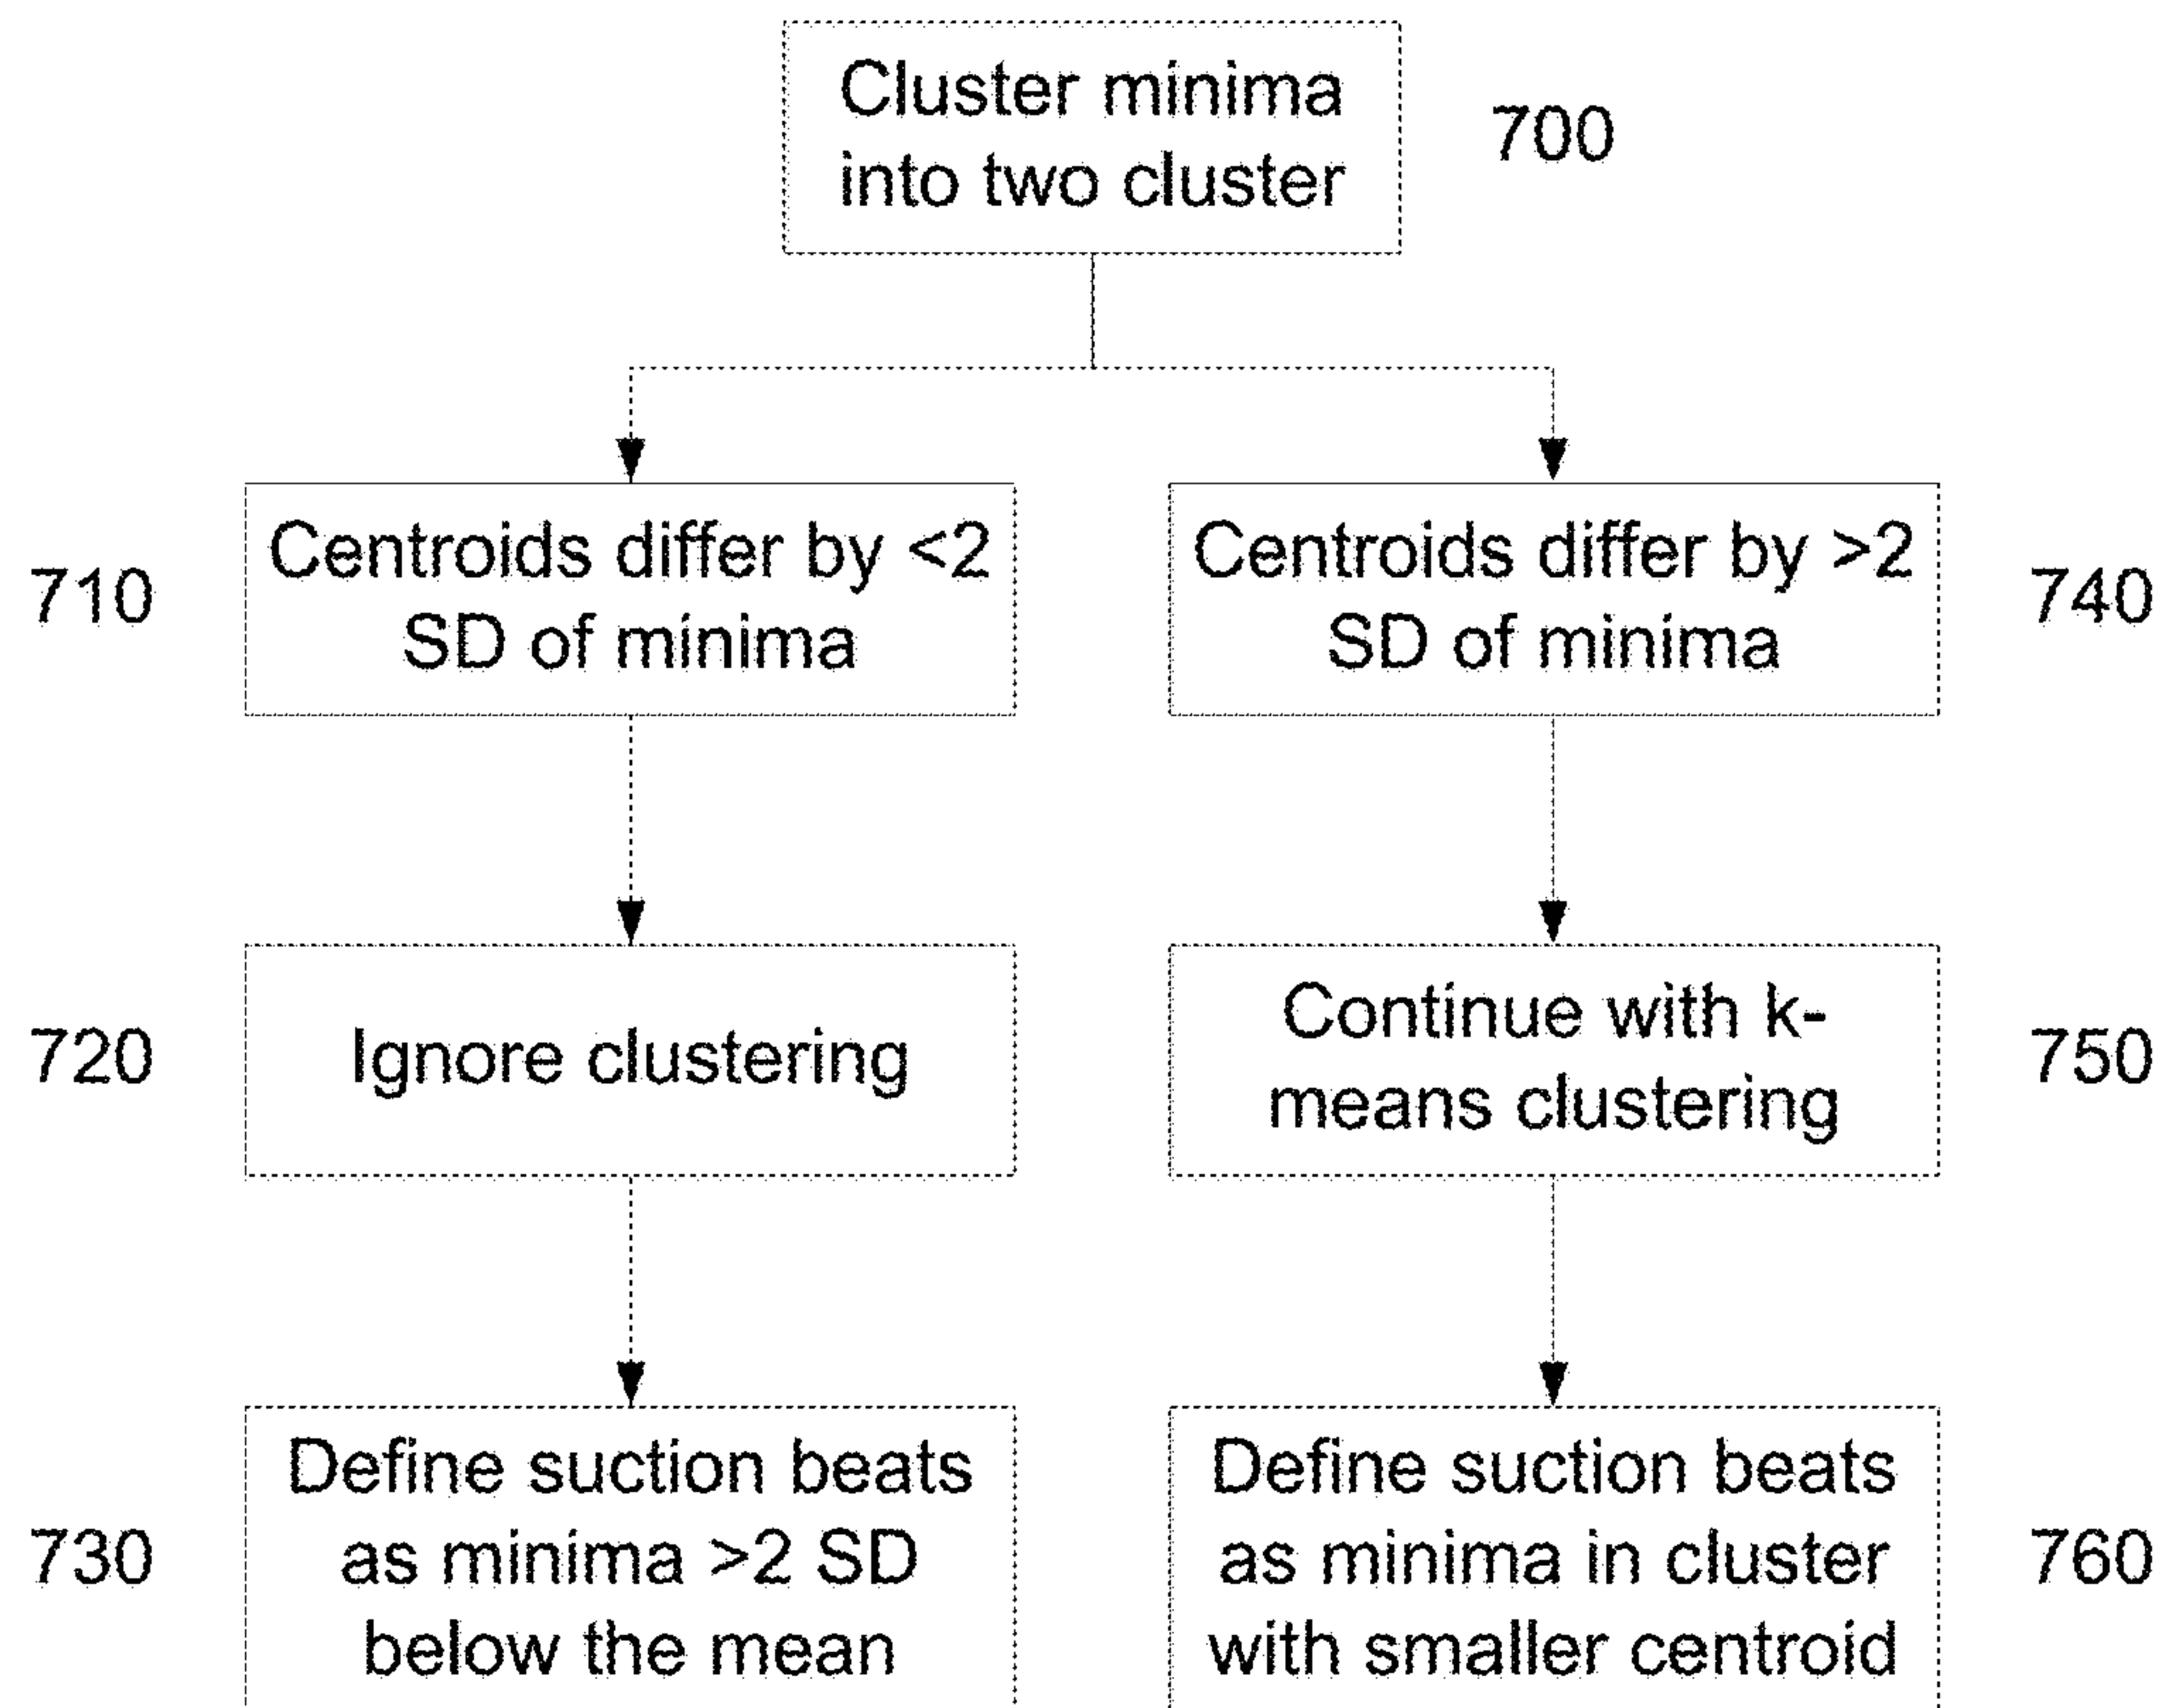 Cluster minima
into two cluster
700
Centroids differ by <2
SD of minima
710
Centroids differ by >2
SD of minima
740
Ignore clustering
720
Continue with k-
means clustering
750
Define suction beats
as minima >2 SD
below the mean
730
Define suction beats
as minima in cluster
with smaller centroid
760